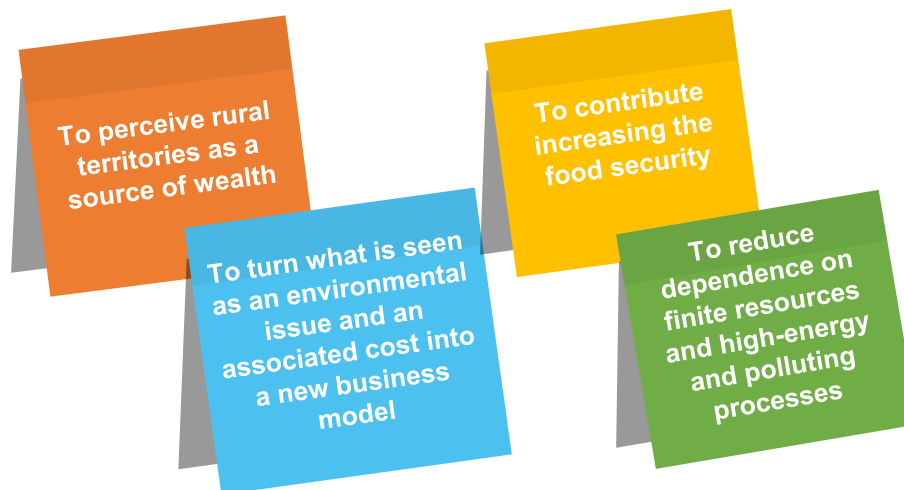 To perceive rural
territories as a
source of wealth
To turn what is seen
as an environmental
issue and an
associated cost into
a new business
model
To contribute
increasing the
food security
To reduce
dependence on
finite resources
and high-energy
and polluting
processes